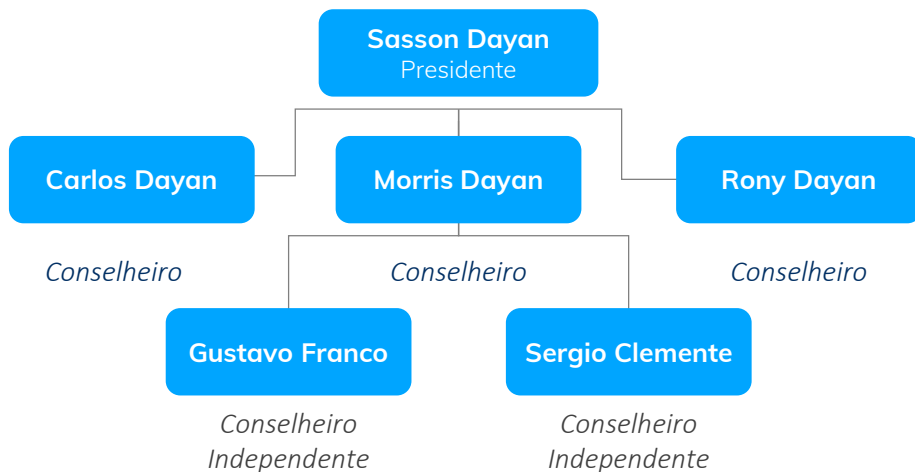 Sasson Dayan
Presidente
Carlos Dayan
Morris Dayan
Rony Dayan
Conselheiro
Conselheiro
Conselheiro
Gustavo Franco
Sergio Clemente
Conselheiro
Independente
Conselheiro
Independente